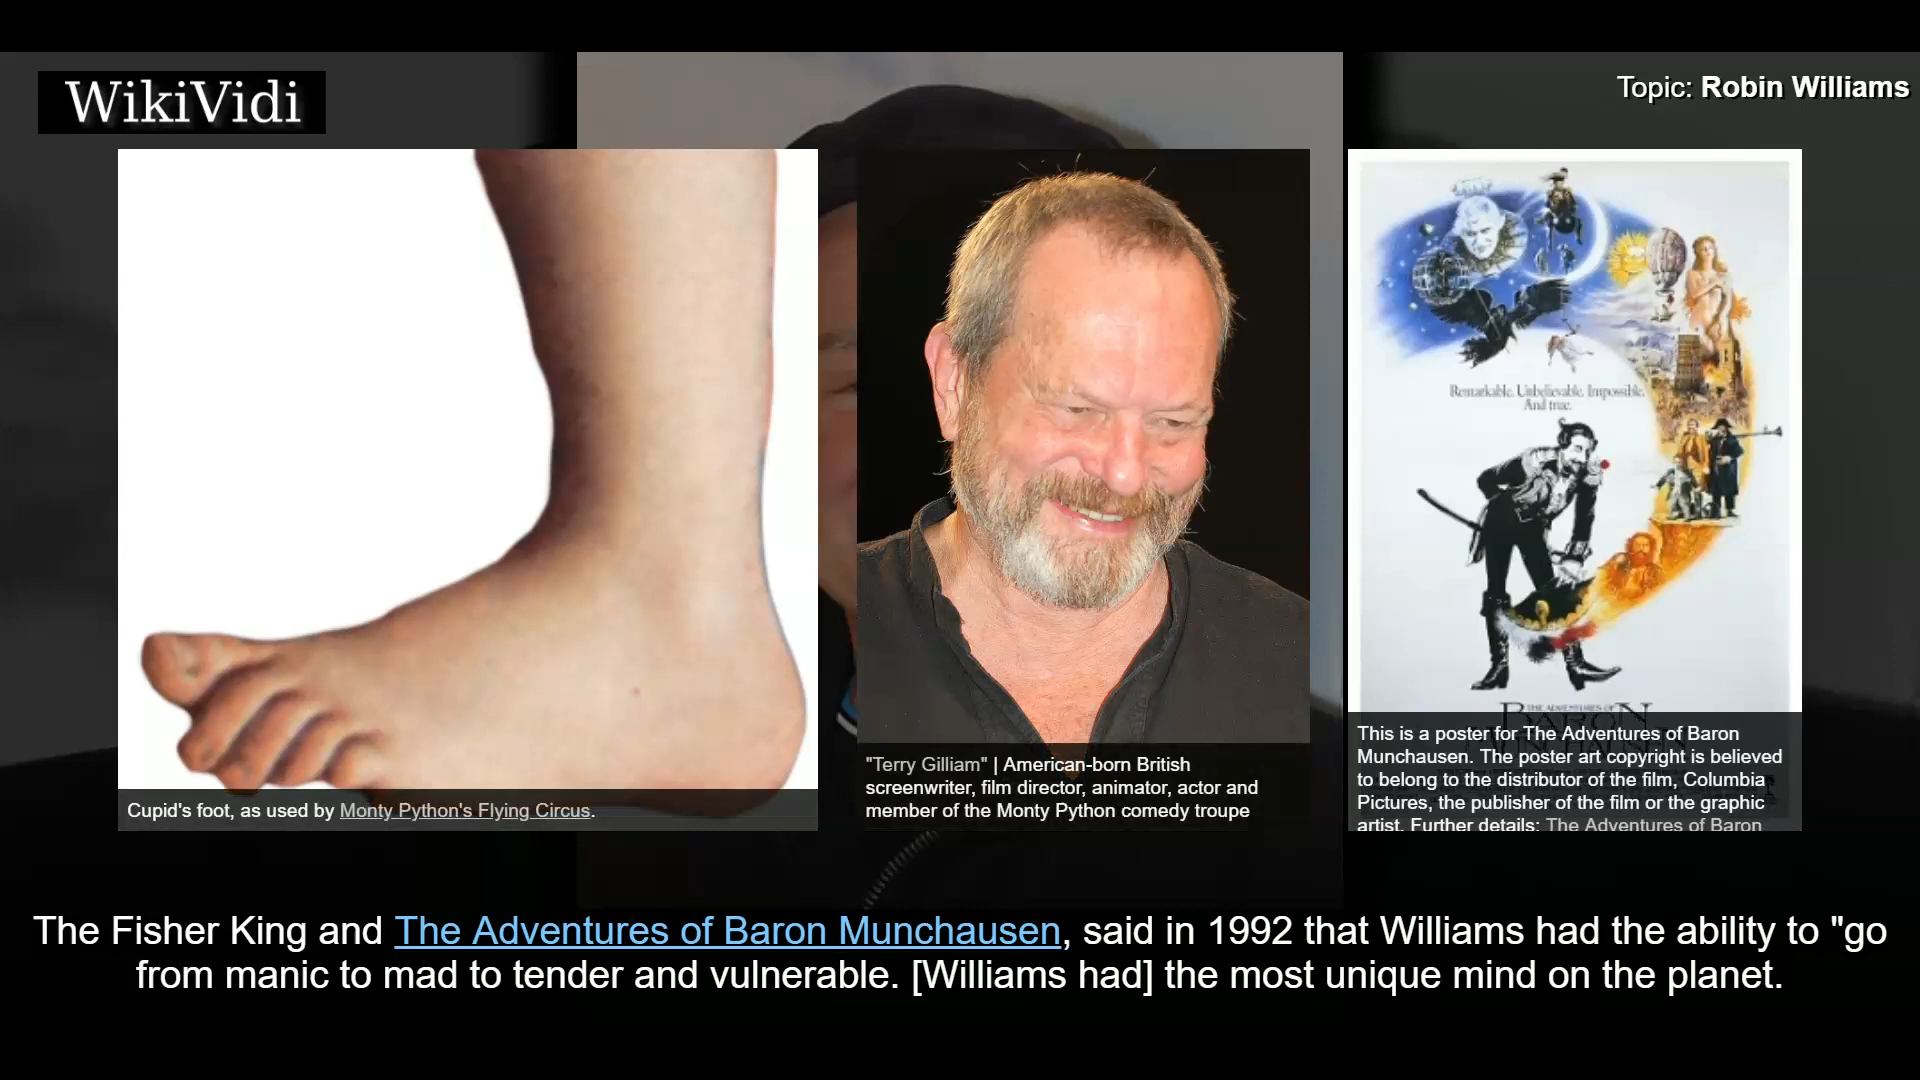 WikiVidi
Topic: Robin Williams
Remarkable. Unbelievable. Impossible.
And true.
THE ADVENTURES OF
BARON
Cupid's foot, as used by Monty Python's Flying Circus.
"Terry Gilliam" | American-born British
screenwriter, film director, animator, actor and
member of the Monty Python comedy troupe
This is a poster for The Adventures of Baron
Munchausen. The poster art copyright is believed
to belong to the distributor of the film, Columbia
Pictures, the publisher of the film or the graphic
artist. Further details: The Adventures of Baron
The Fisher King and The Adventures of Baron Munchausen, said in 1992 that Williams had the ability to "go
from manic to mad to tender and vulnerable. [Williams had] the most unique mind on the planet.